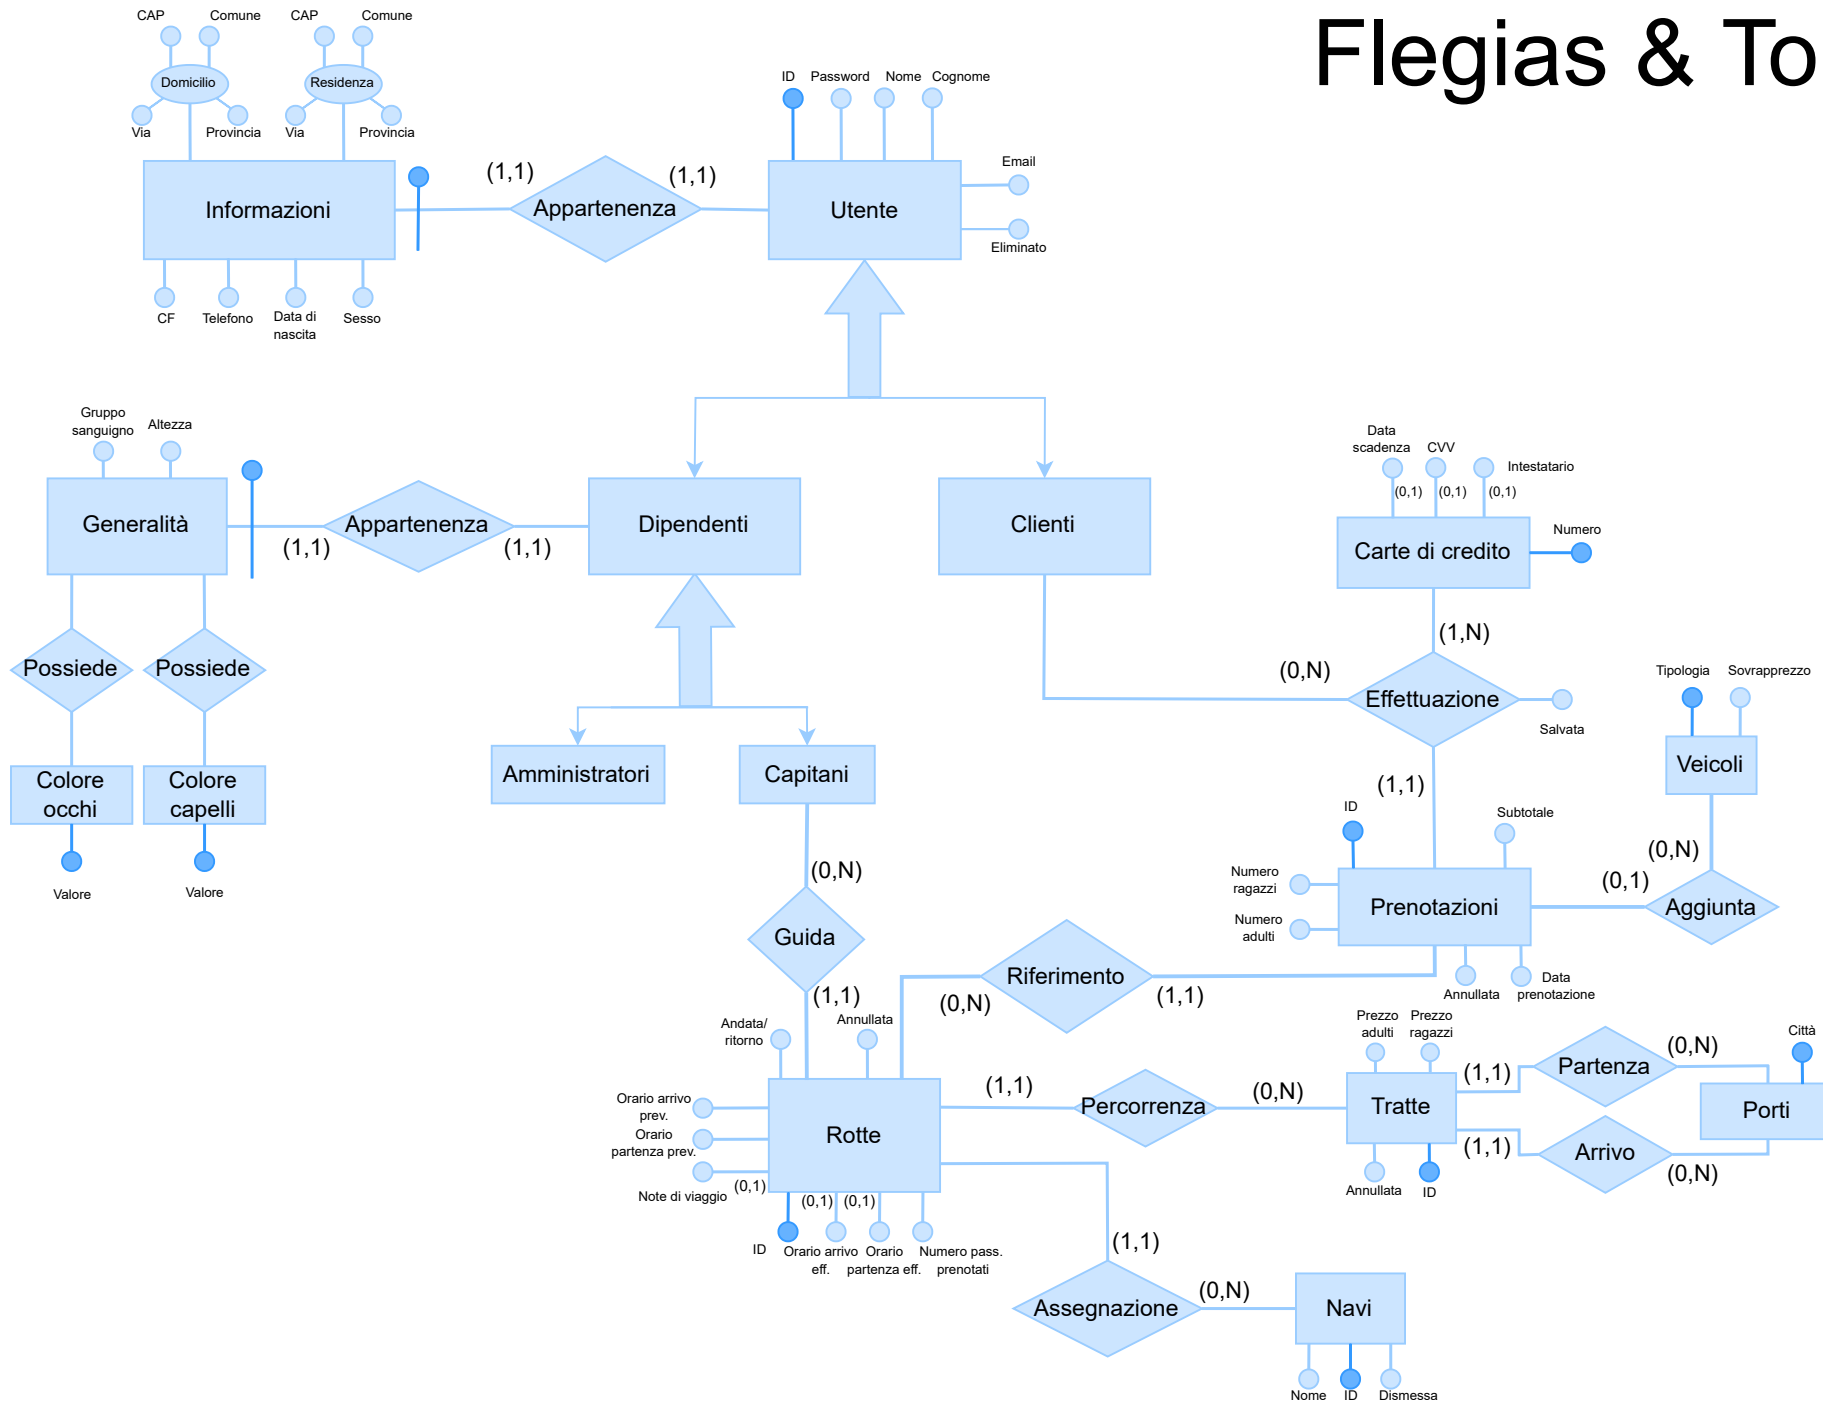 Flegias & To
CAP
Comune
CAP
Comune
Domicilio
Residenza
Via
Provincia
Via
Provincia
ID
Password
Nome
Cognome
Email
Eliminato
Informazioni
(1,1)
Appartenenza
(1,1)
Utente
CF
Telefono
Data di
nascita
Sesso
Gruppo
sanguigno
Altezza
Generalità
(1,1)
Appartenenza
(1,1)
Dipendenti
Clienti
Data
scadenza
CVV
Intestatario
(0,1)
(0,1)
(0,1)
Carte di credito
Numero
(1,N)
Possiede
Possiede
(0,N)
Effettuazione
Salvata
Tipologia
Sovrapprezzo
Colore
occhi
Colore
capelli
Valore
Valore
Amministratori
Capitani
(1,1)
Veicoli
ID
Subtotale
(0,N)
(0,N)
(0,1)
Numero
ragazzi
Numero
adulti
Prenotazioni
Aggiunta
Guida
Riferimento
(1,1)
(0,N)
(1,1)
Annullata
Data
prenotazione
Andata/
ritorno
Annullata
Prezzo
adulti
Prezzo
ragazzi
Città
Orario arrivo
prev.
Orario
partenza prev.
Note di viaggio
(0,1)
Rotte
(1,1)
Percorrenza
(0,N)
Tratte
(1,1)
Partenza
(0,N)
Porti
(1,1)
Arrivo
(0,N)
Annullata
ID
(0,1)
(0,1)
ID
Orario arrivo
eff.
Orario
partenza eff.
Numero pass.
prenotati
(1,1)
Assegnazione
(0,N)
Navi
Nome
ID
Dismessa